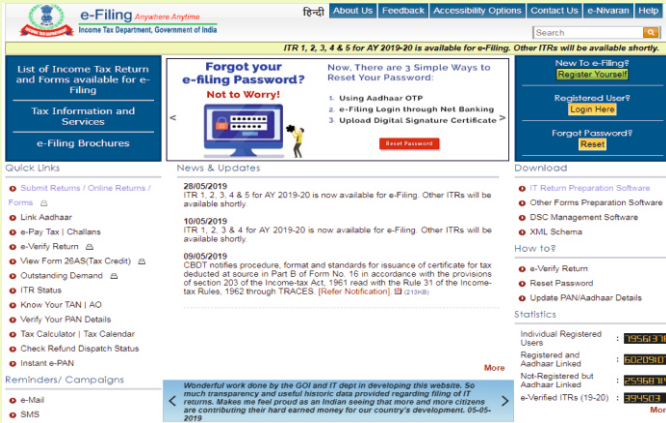 e-Filing Anywhere Anytime
Income Tax Department, Government of India
हिन्दी About Us Feedback Accessibility Options Contact Us e-Nivaran Help
Search
ITR 1, 2, 3, 4 & 5 for AY 2019-20 is available for e-Filing. Other ITRs will be available shortly.
List of Income Tax Return
and Forms available for e-
Filing
Tax Information and
Services
e-Filing Brochures
Forgot your
e-filing Password?
Not to Worry!
Now, There are 3 Simple Ways to
Reset Your Password:
1. Using Aadhaar OTP
2. e-Filing Login through Net Banking
3. Upload Digital Signature Certificate
Reset Password
< >
New To e-Filing?
Register Yourself
Registered User?
Login Here
Forgot Password?
Reset
Quick Links
Submit Returns / Online Returns /
Forms
Link Aadhaar
e-Pay Tax | Challans
e-Verify Return
View Form 26AS(Tax Credit)
Outstanding Demand
ITR Status
Know Your TAN | AO
Verify Your PAN Details
Tax Calculator | Tax Calendar
Check Refund Dispatch Status
Instant e-PAN
Reminders/ Campaigns
e-Mail
SMS
News & Updates
28/05/2019
ITR 1, 2, 3, 4 & 5 for AY 2019-20 is now available for e-Filing. Other ITRs will be
available shortly.
10/05/2019
ITR 1, 2, 3 & 4 for AY 2019-20 is now available for e-Filing. Other ITRs will be
available shortly.
09/05/2019
CBDT notifies procedure, format and standards for issuance of certificate for tax
deducted at source in Part B of Form No. 16 in accordance with the provisions
of section 203 of the Income-tax Act, 1961 read with the Rule 31 of the Income-
tax Rules, 1962 through TRACES. [Refer Notification]. (213KB)
More
< >
Wonderful work done by the GOI and IT dept in developing this website. So
much transparency and useful historic data provided regarding filing of IT
returns. Makes me feel proud as an Indian seeing that more and more citizens
are contributing their hard earned money for our country's development. 05-05-
2019
Download
IT Return Preparation Software
Other Forms Preparation Software
DSC Management Software
XML Schema
How to?
e-Verify Return
Reset Password
Update PAN/Aadhaar Details
Statistics
Individual Registered
Users :
Registered and
Aadhaar Linked :
Not-Registered but
Aadhaar Linked :
e-Verified ITRs (19-20) : 394503